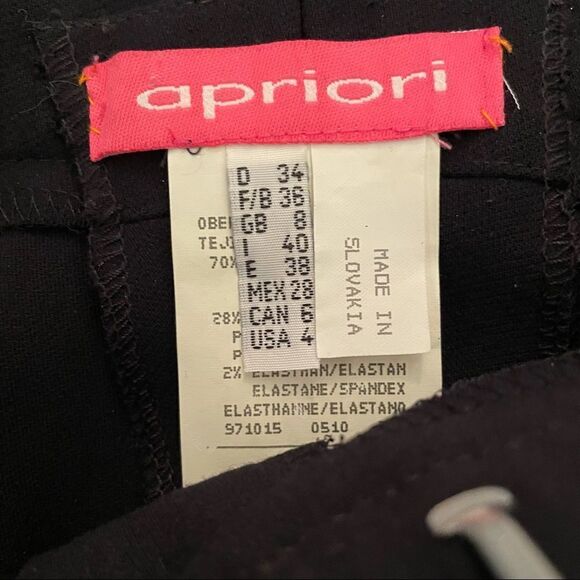 apriori
D 34
F/B 36
GB 8
I 40
E 38
MEX 28
CAN 6
USA 4
MADE IN
SLOVAKIA
70%
28%
2% ELASTHAN/ELASTAN
ELASTANE/SPANDEX
ELASTHANNE/ELASTANO
971015 0510